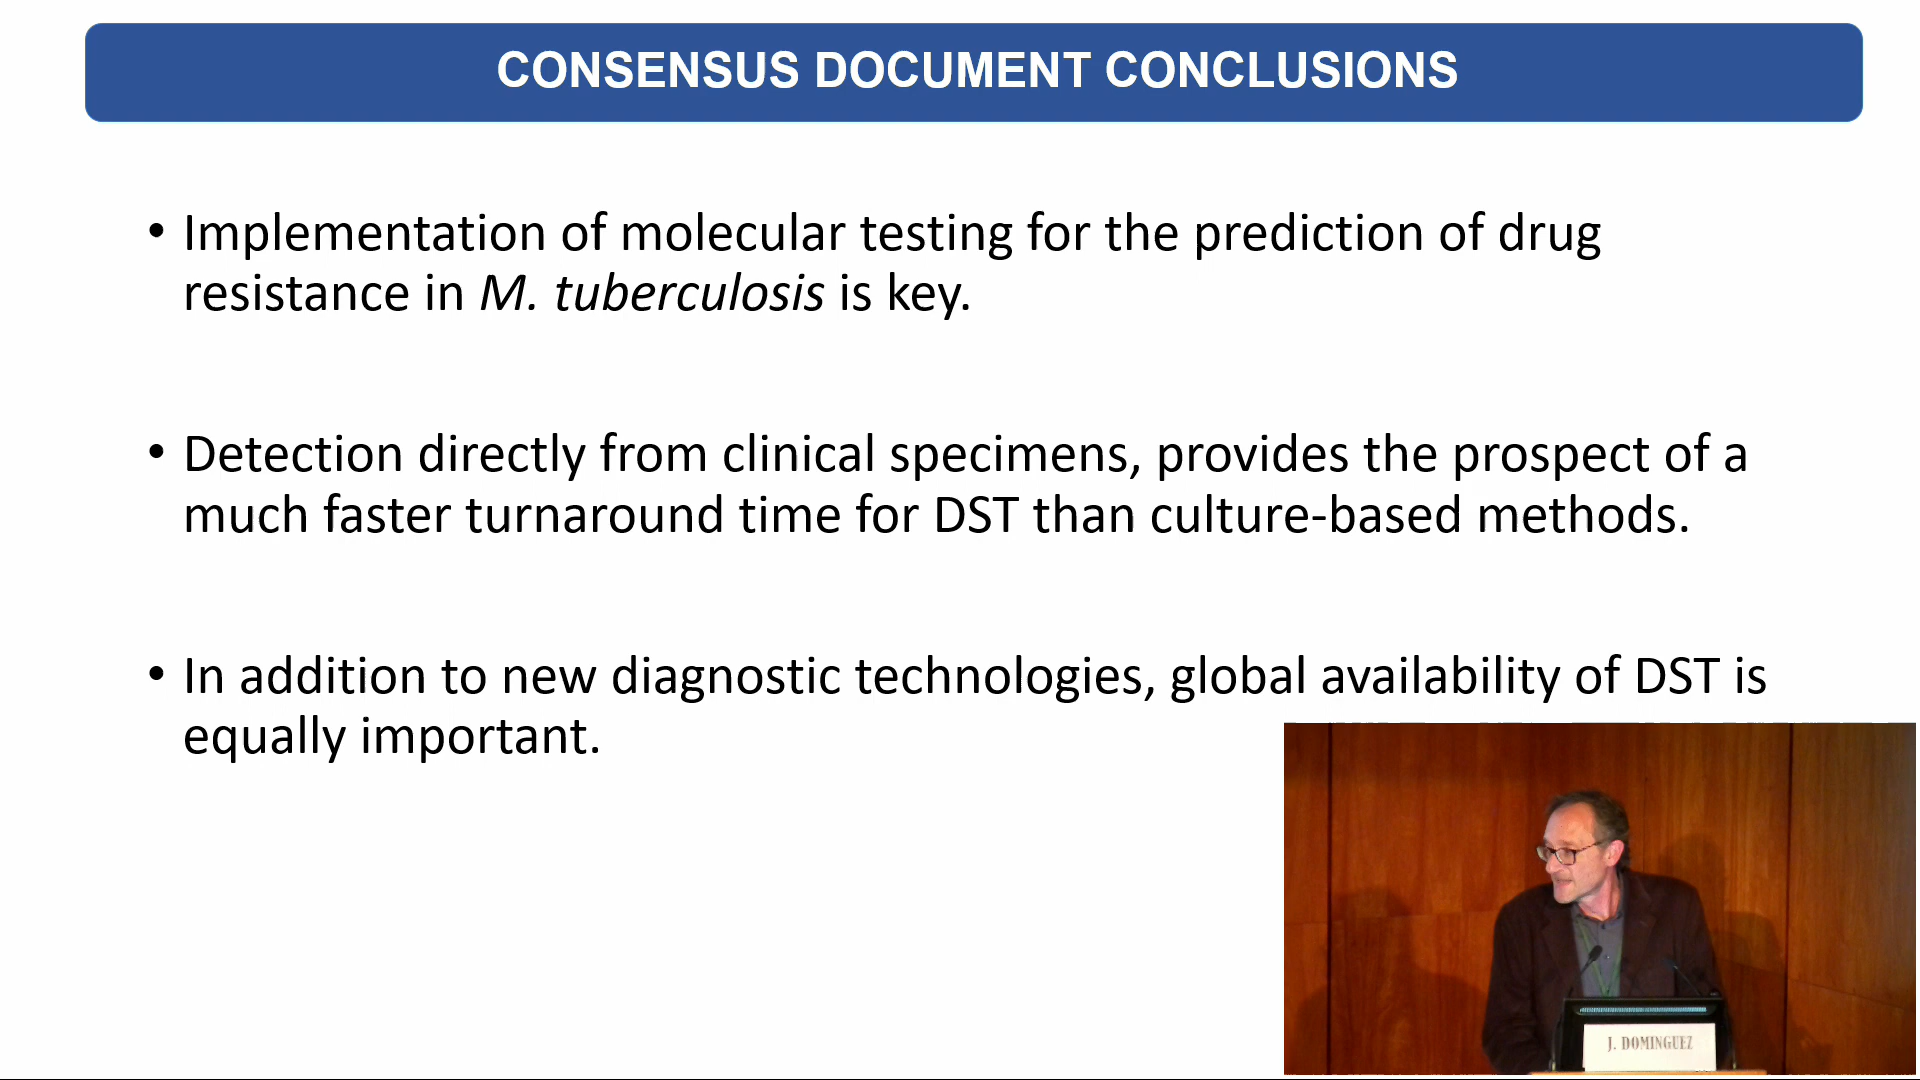 CONSENSUS DOCUMENT CONCLUSIONS
• Implementation of molecular testing for the prediction of drug
resistance in M. tuberculosis is key.
• Detection directly from clinical specimens, provides the prospect of a
much faster turnaround time for DST than culture-based methods.
• In addition to new diagnostic technologies, global availability of DST is
equally important.
J. DOMINGUEZ